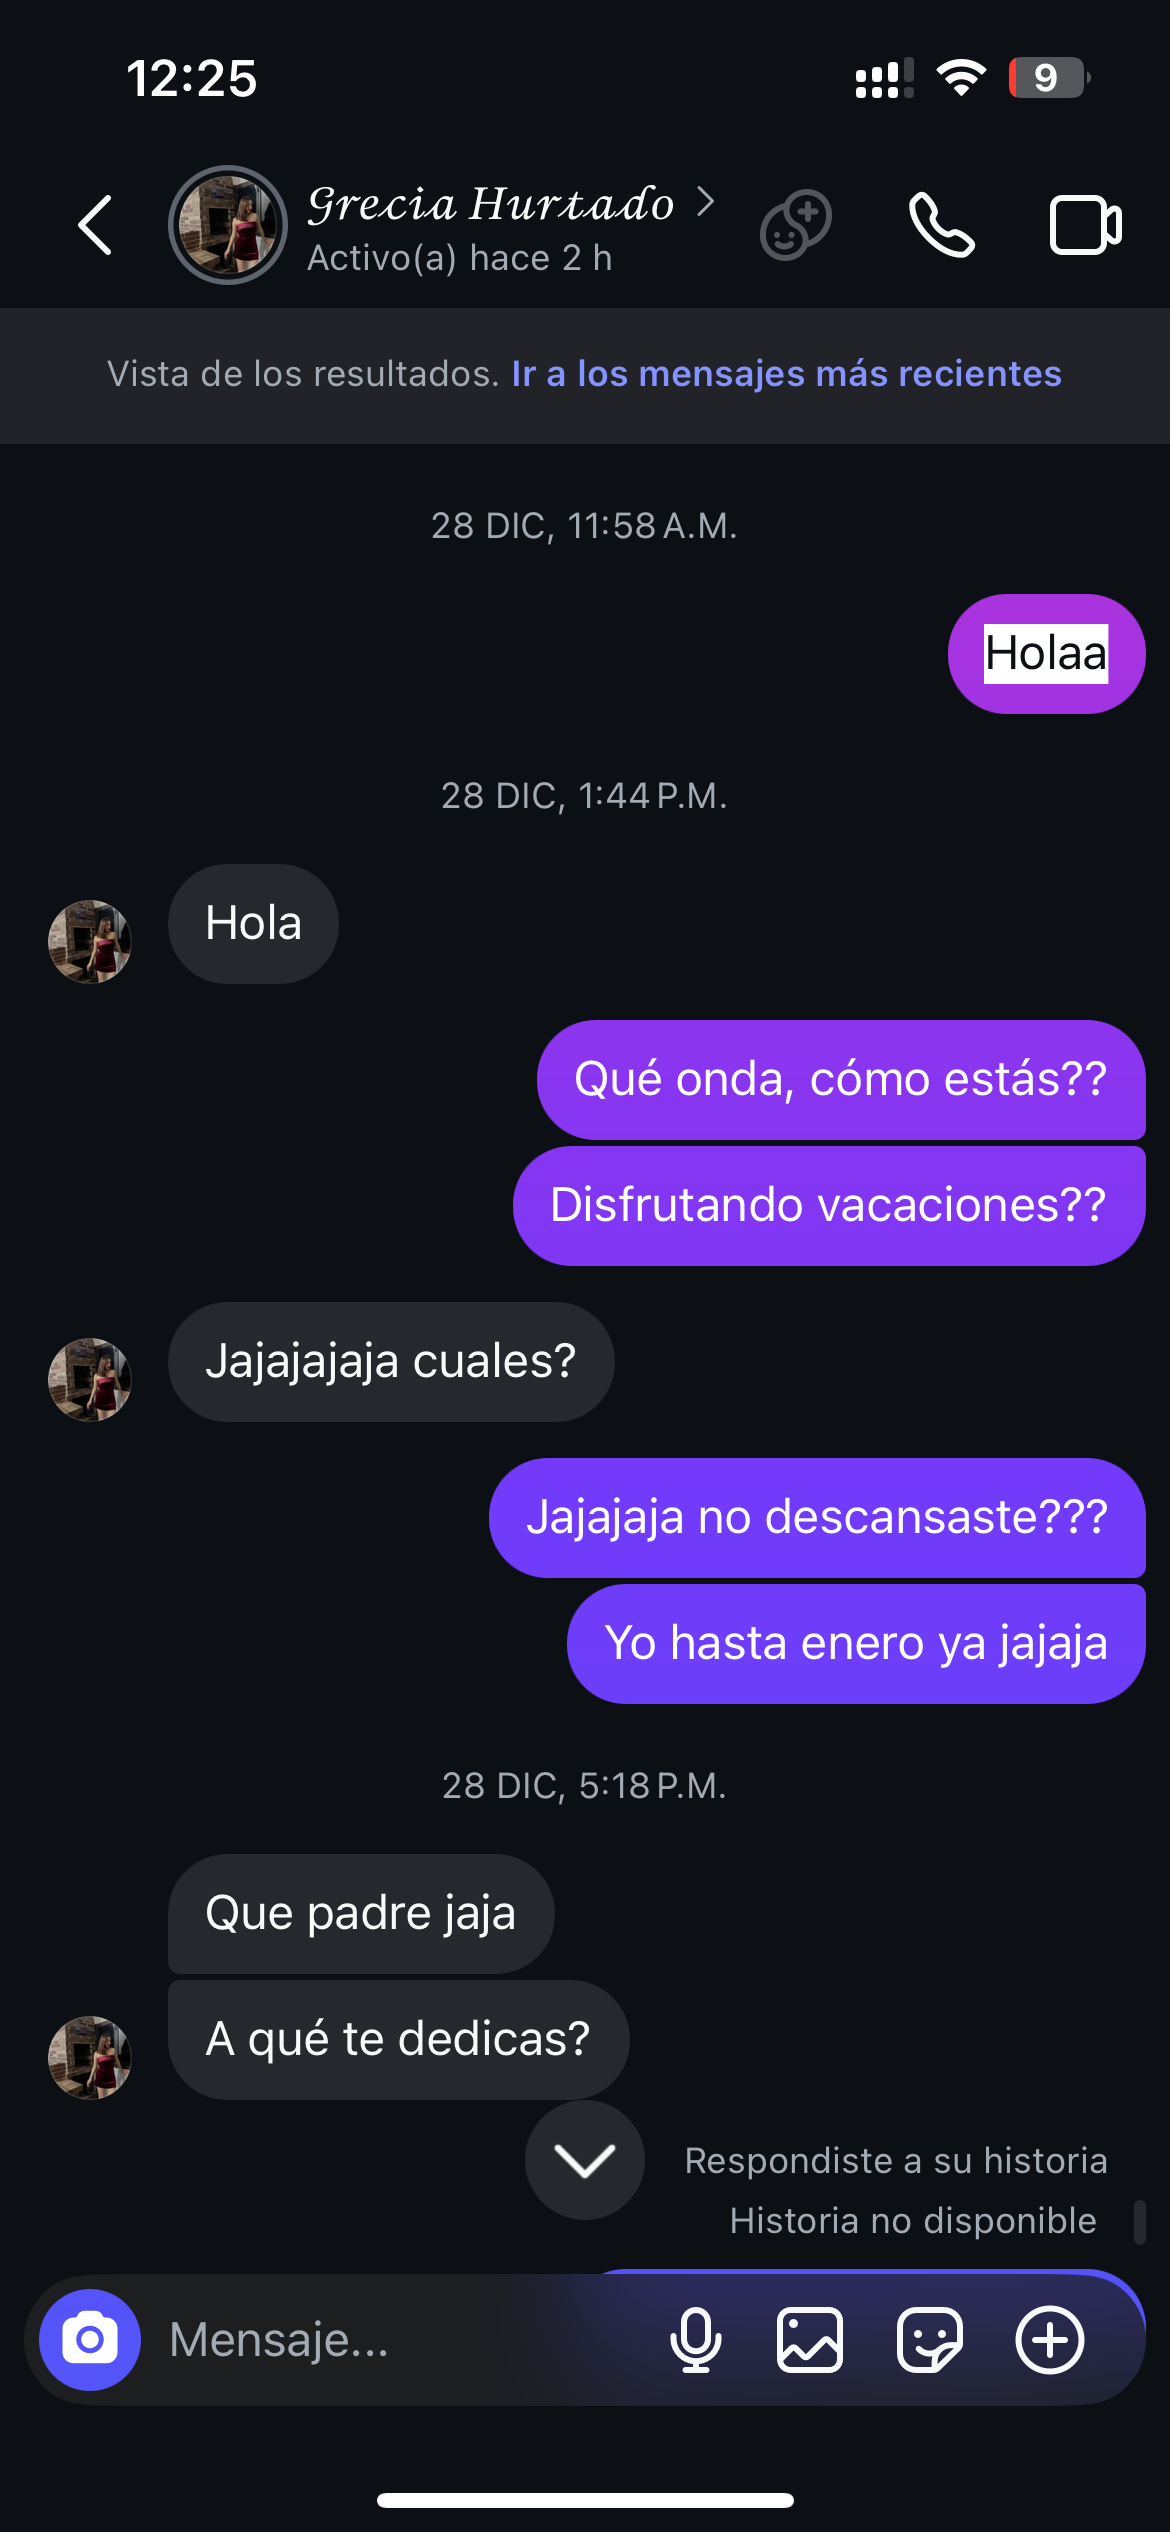 12:25
9
Grecia Hurtado
Activo(a) hace 2 h
Vista de los resultados. Ir a los mensajes más recientes
28 DIC, 11:58 A.M.
Holaa
28 DIC, 1:44 P.M.
Hola
Qué onda, cómo estás??
Disfrutando vacaciones??
Jajajajaja cuales?
Jajajaja no descansaste???
Yo hasta enero ya jajaja
28 DIC, 5:18 P.M.
Que padre jaja
A qué te dedicas?
Respondiste a su historia
Historia no disponible
Mensaje...